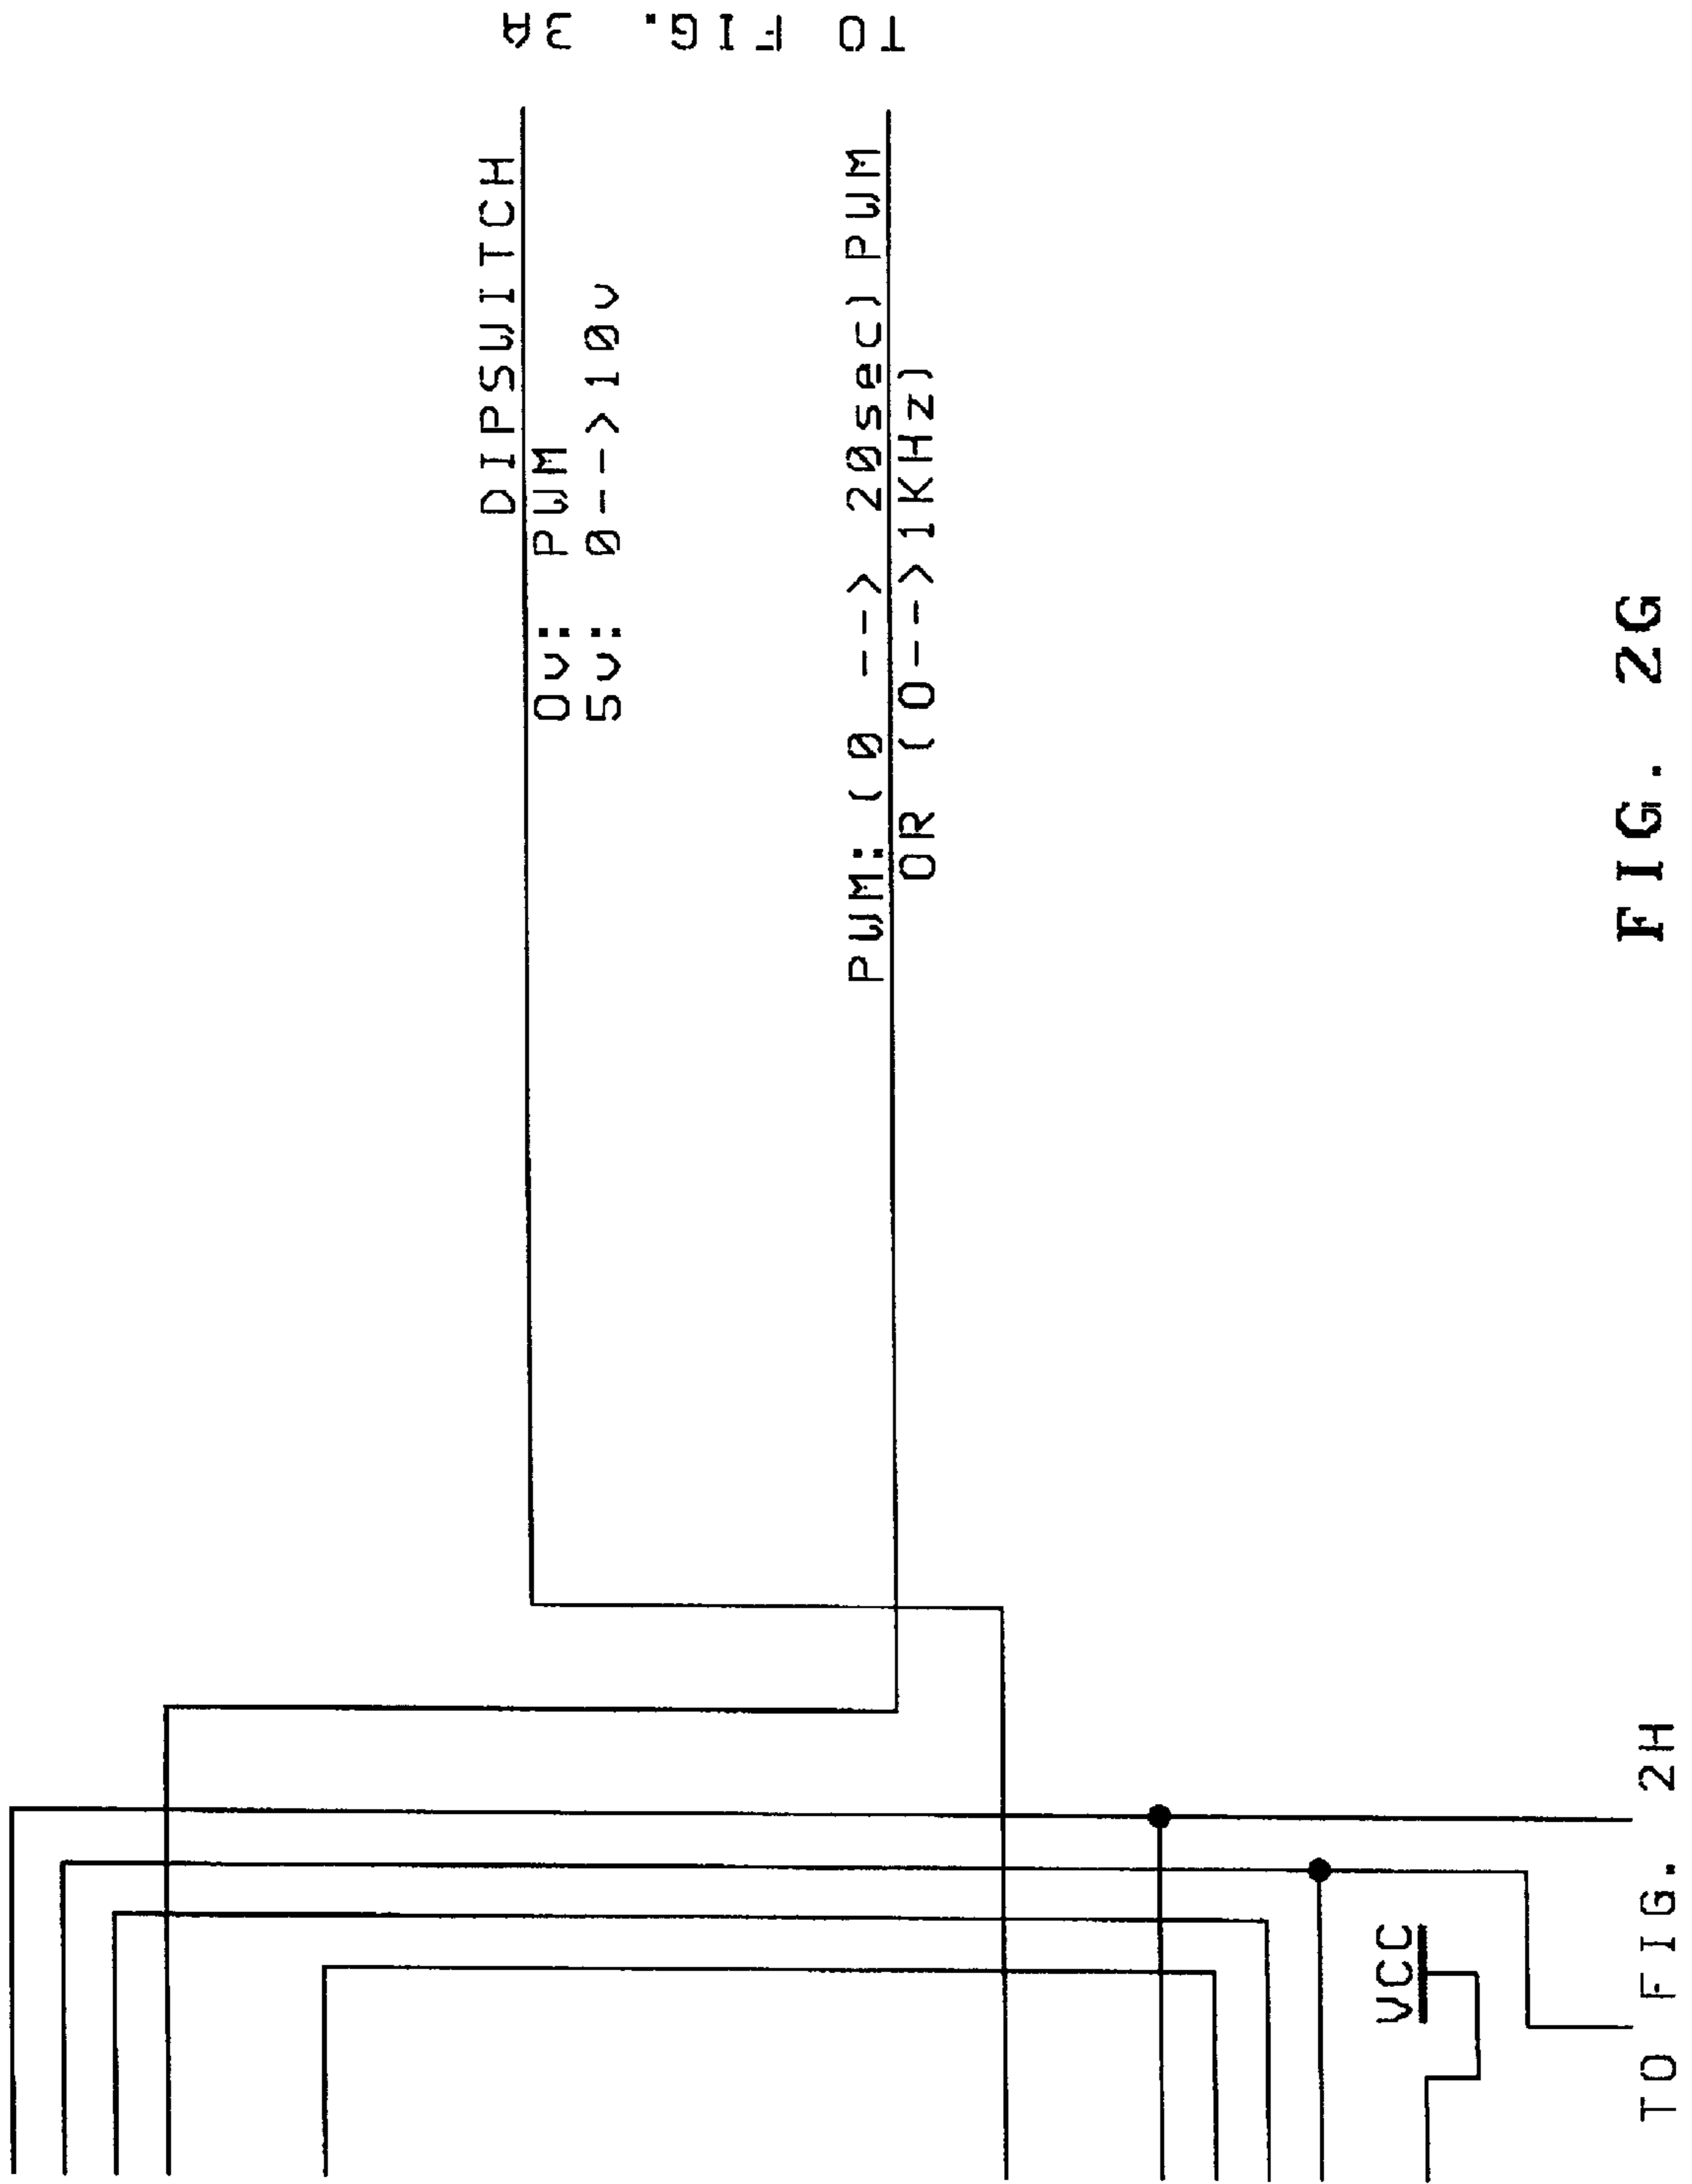 TO FIG. 3A
DIPSWITCH
0v: PWM
5v: 0-->10v
PWM: (0 --> 20sec) PWM
OR (0-->1KHz)
VCC
TO FIG. 2H
FIG. 2G